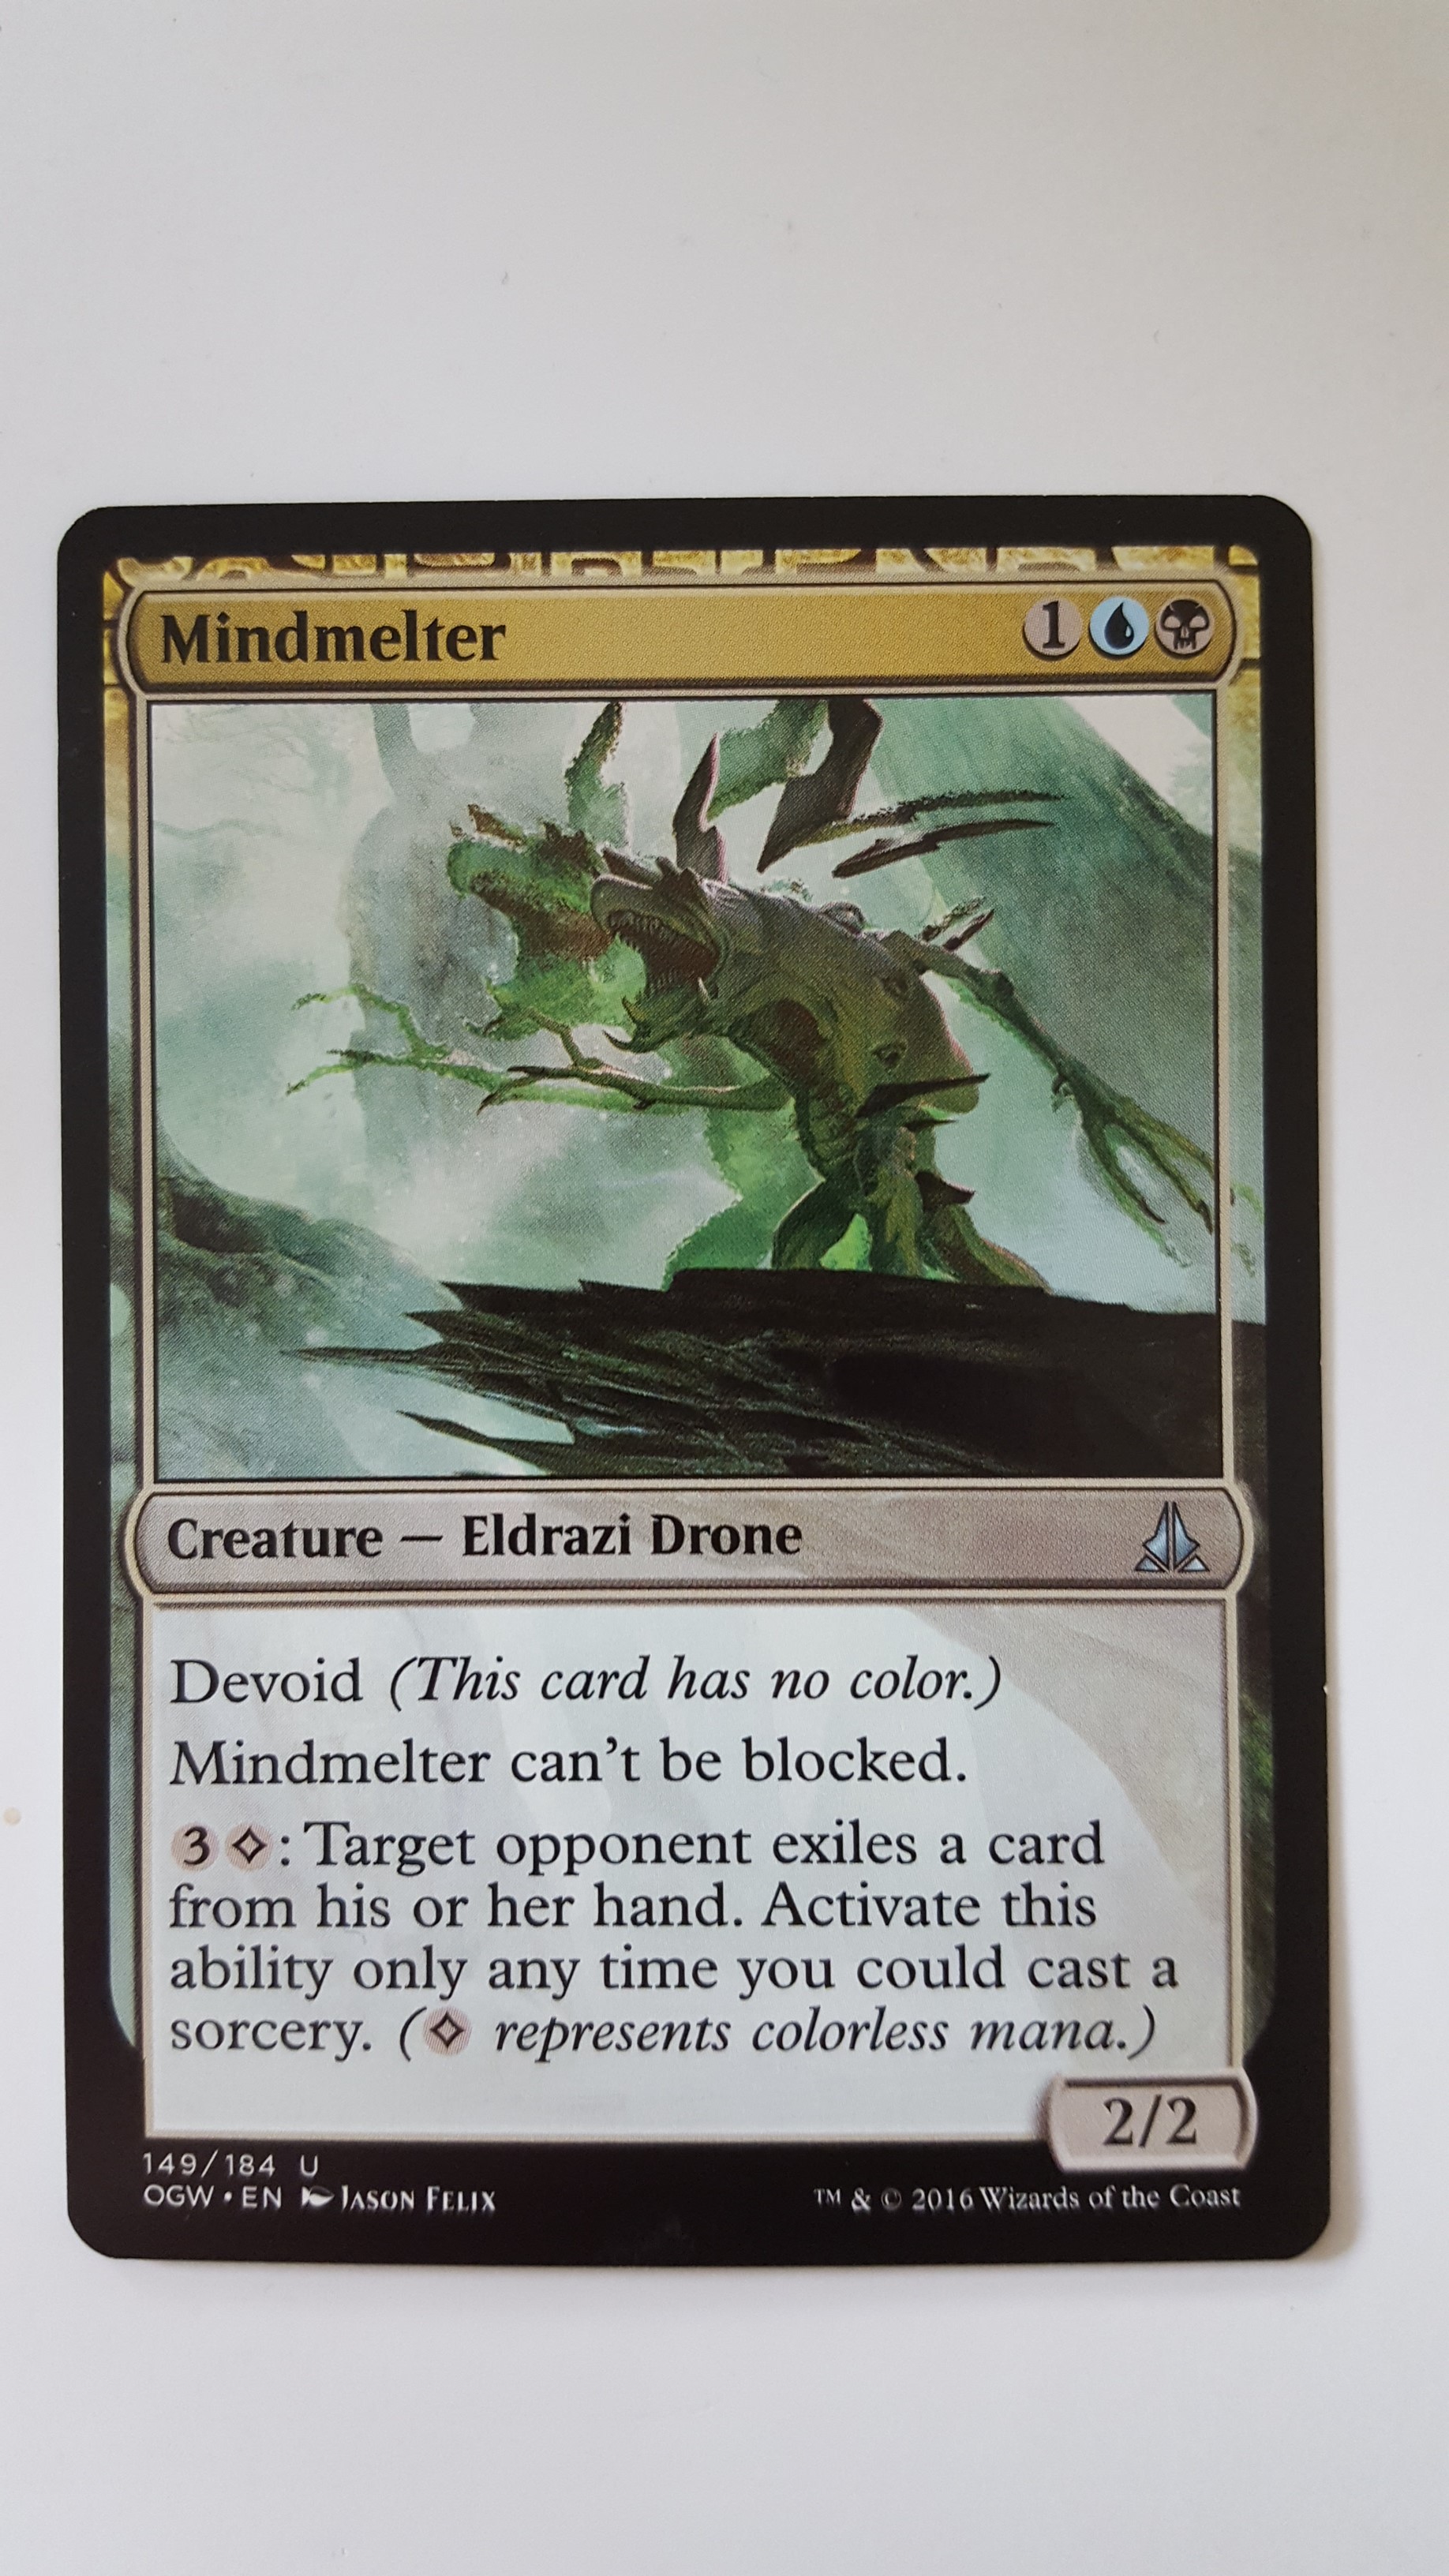 Mindmelter 1
Creature — Eldrazi Drone
Devoid (This card has no color.)
Mindmelter can't be blocked.
3 : Target opponent exiles a card
from his or her hand. Activate this
ability only any time you could cast a
sorcery. ( represents colorless mana.)
2/2
149/184 U
OGW • EN Jason Felix
™ & © 2016 Wizards of the Coast